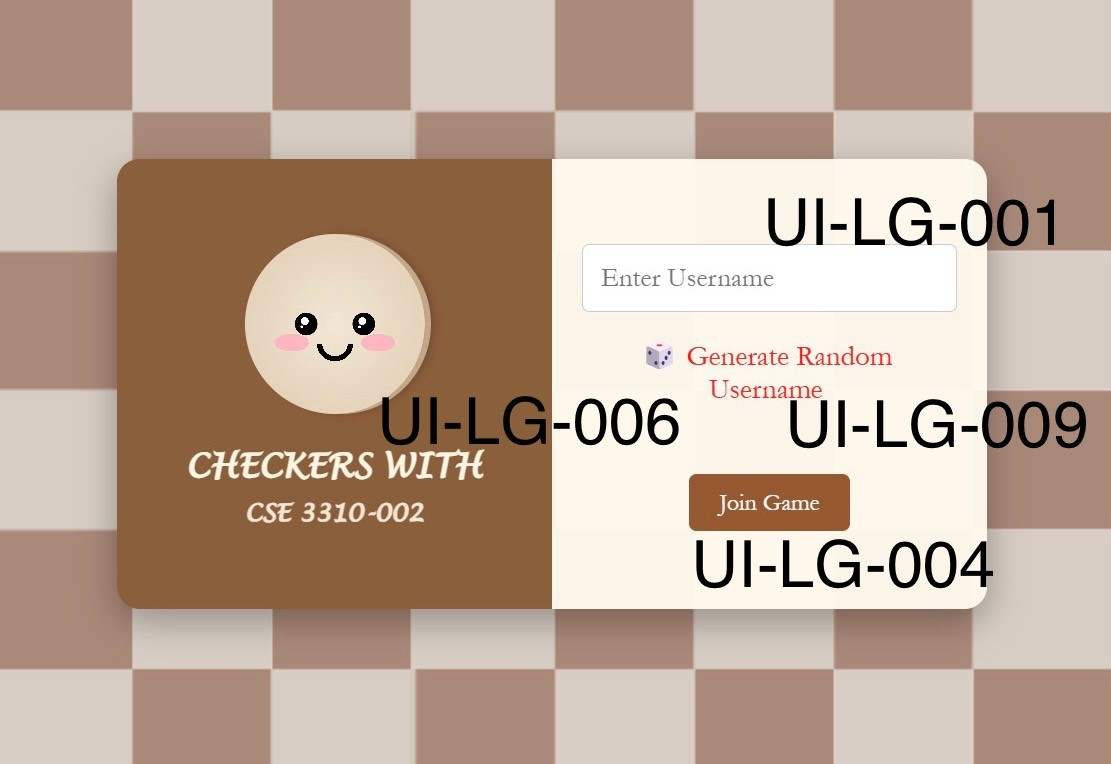 UI-LG-001
Enter Username
Generate Random
Username
UI-LG-006
UI-LG-009
CHECKERS WITH
CSE 3310-002
Join Game
UI-LG-004